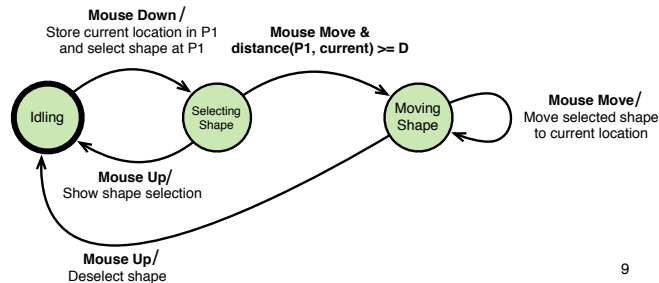 Mouse Down/
Store current location in P1
and select shape at P1
Mouse Move &
distance(P1, current) >= D
Idling
Selecting
Shape
Moving
Shape
Mouse Move/
Move selected shape
to current location
Mouse Up/
Show shape selection
Mouse Up/
Deselect shape
9